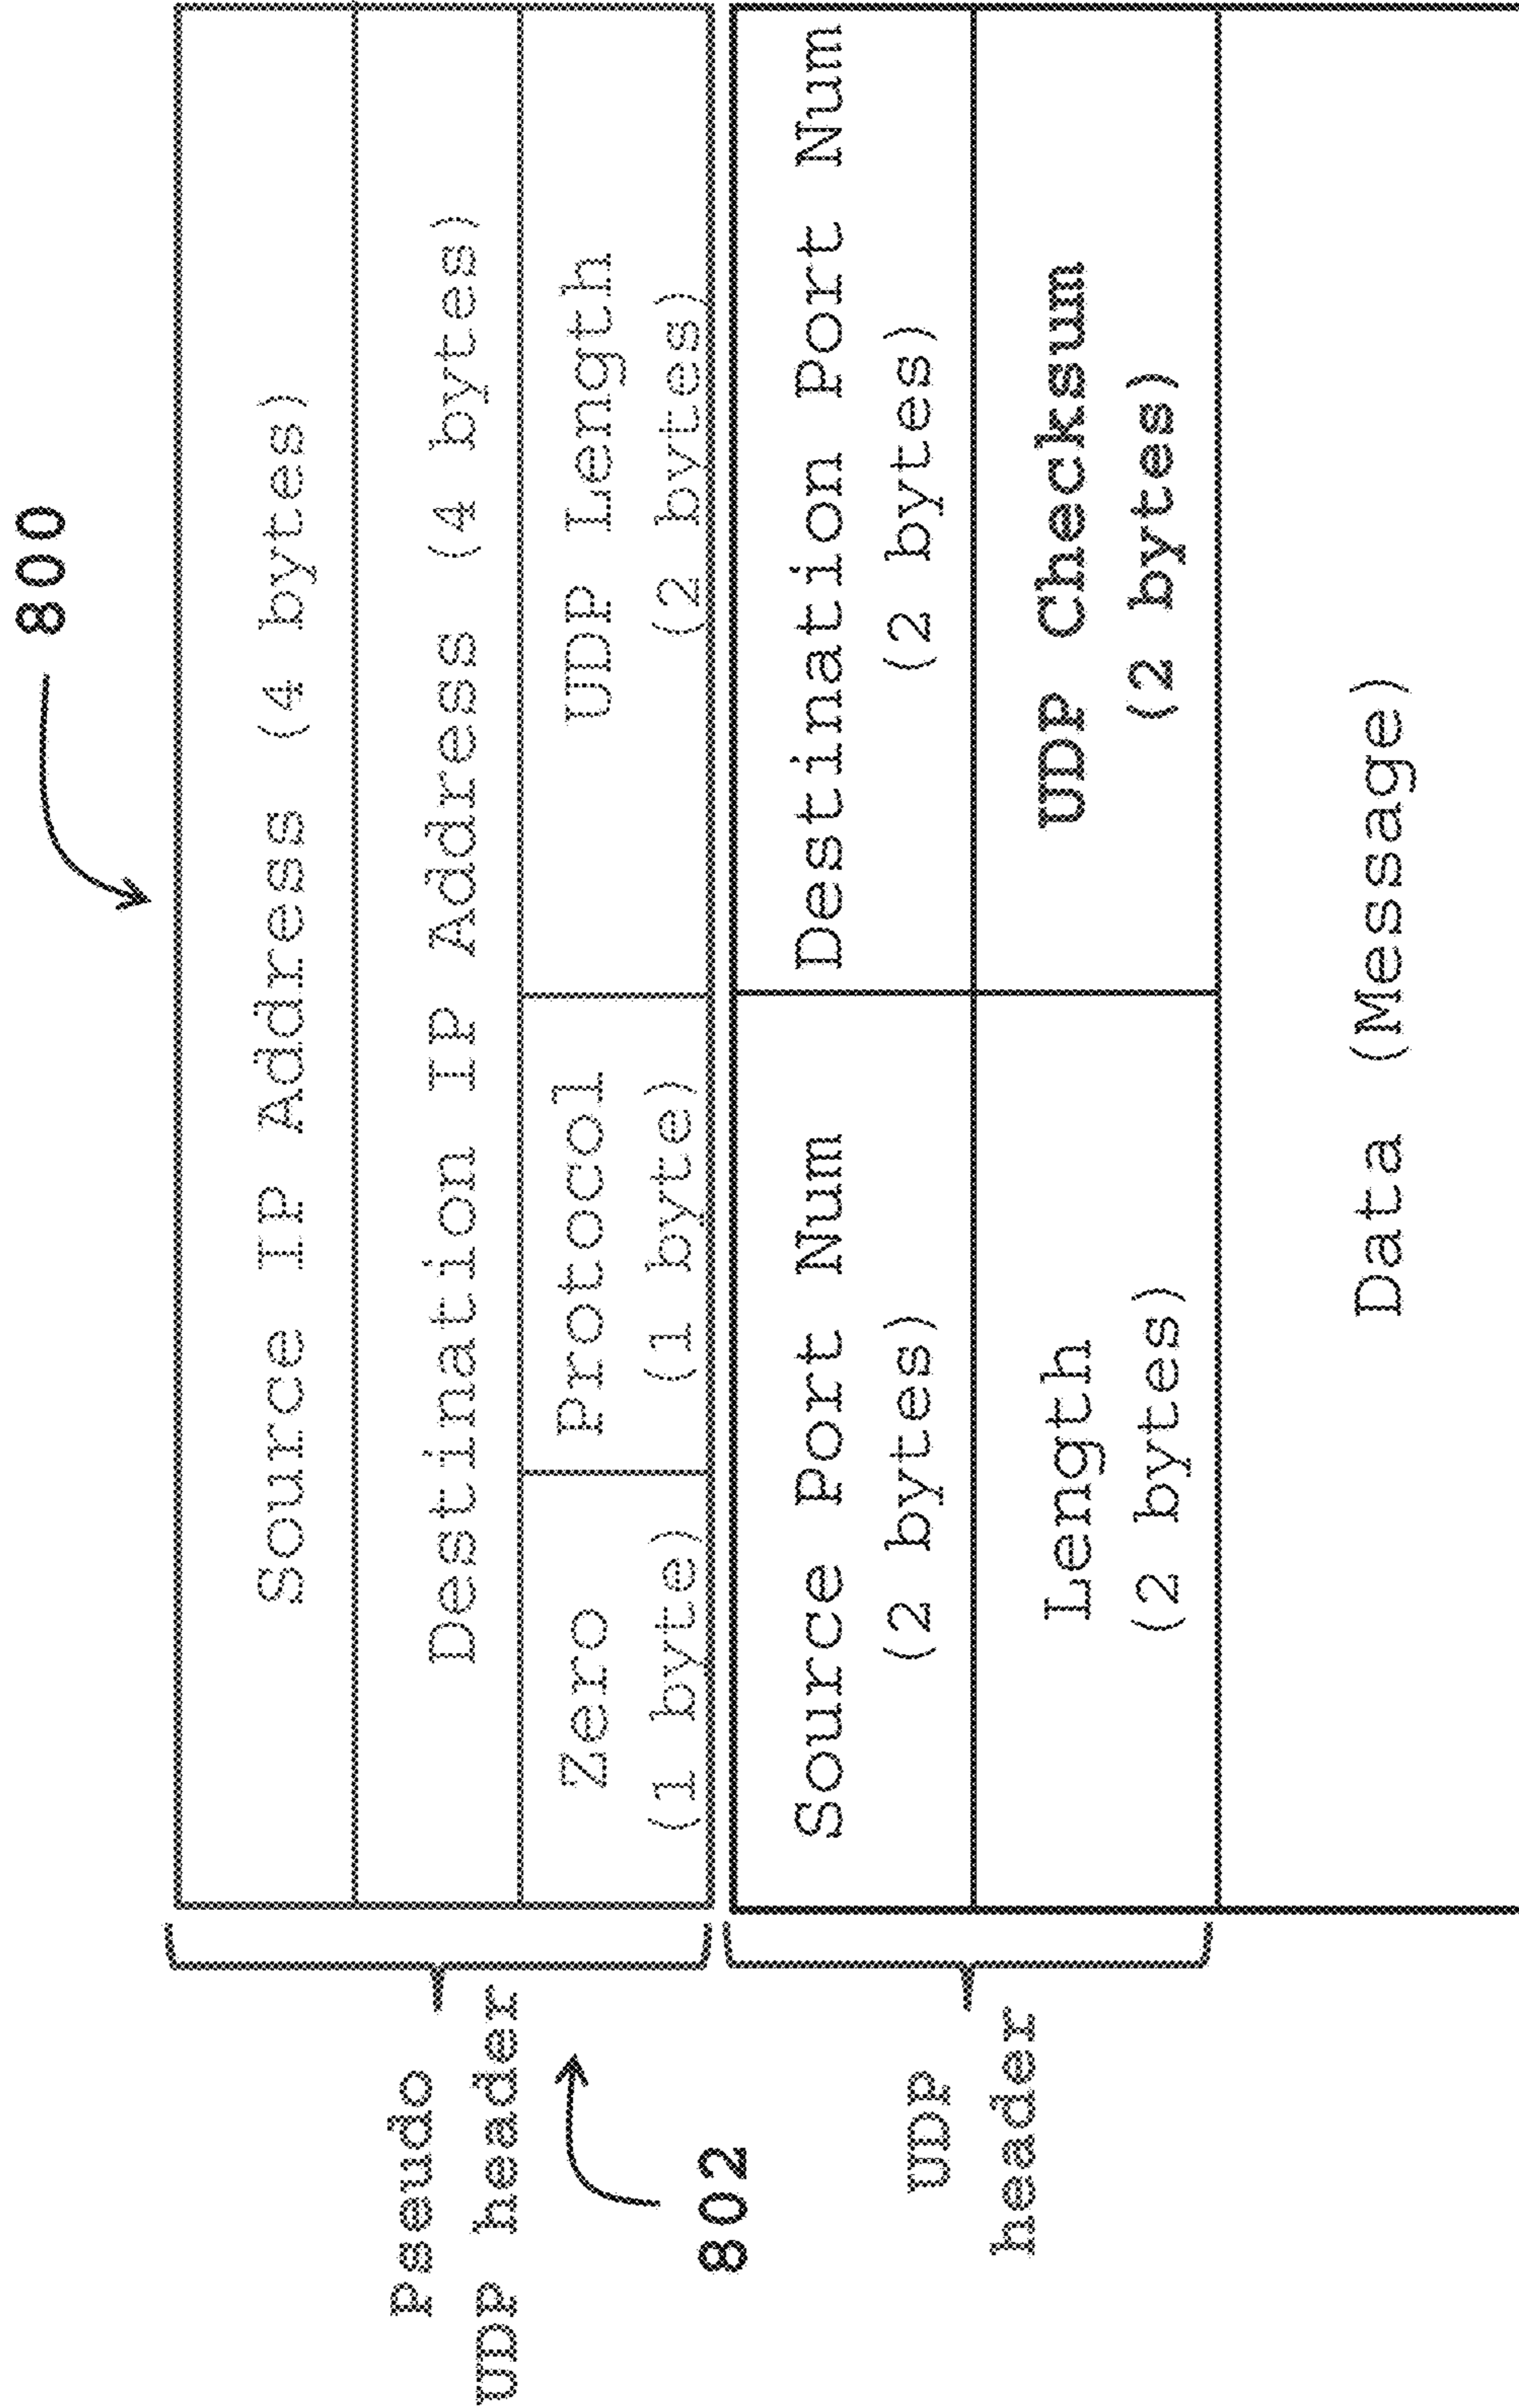 800
Pseudo
UDP header
802
Source IP Address (4 bytes)
Destination IP Address (4 bytes)
Zero
(1 byte)
Protocol
(1 byte)
UDP Length
(2 bytes)
UDP
header
Source Port Num
(2 bytes)
Destination Port Num
(2 bytes)
Length
(2 bytes)
UDP Checksum
(2 bytes)
Data (Message)